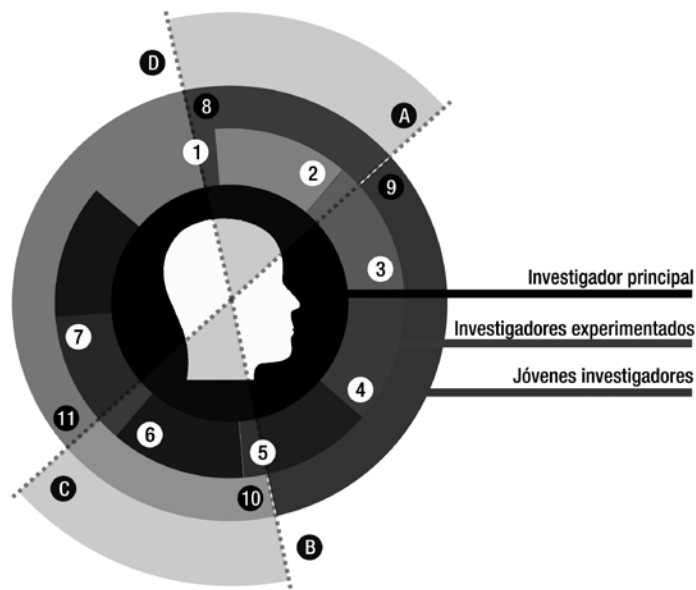 D
8
A
1
2
9
3
Investigador principal
Investigadores experimentados
7
Jóvenes investigadores
4
11
6
5
C
10
B